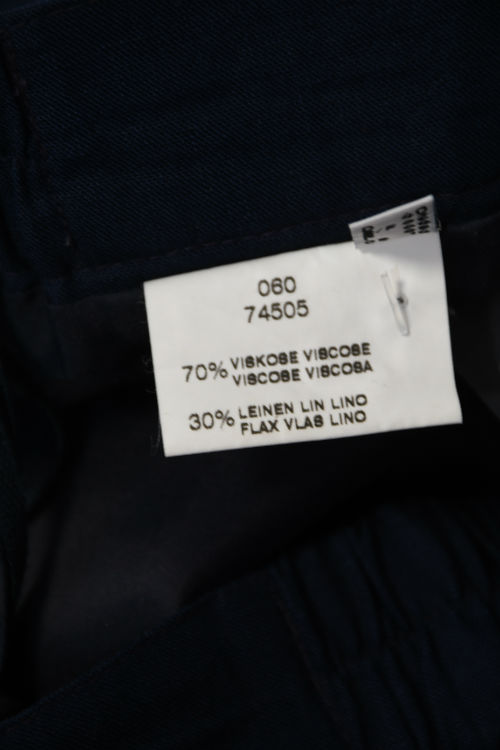 060
74505
70% VISKOSE VISCOSE
VISCOSE VISCOSA
30% LEINEN LIN LINO
FLAX VLAS LINO